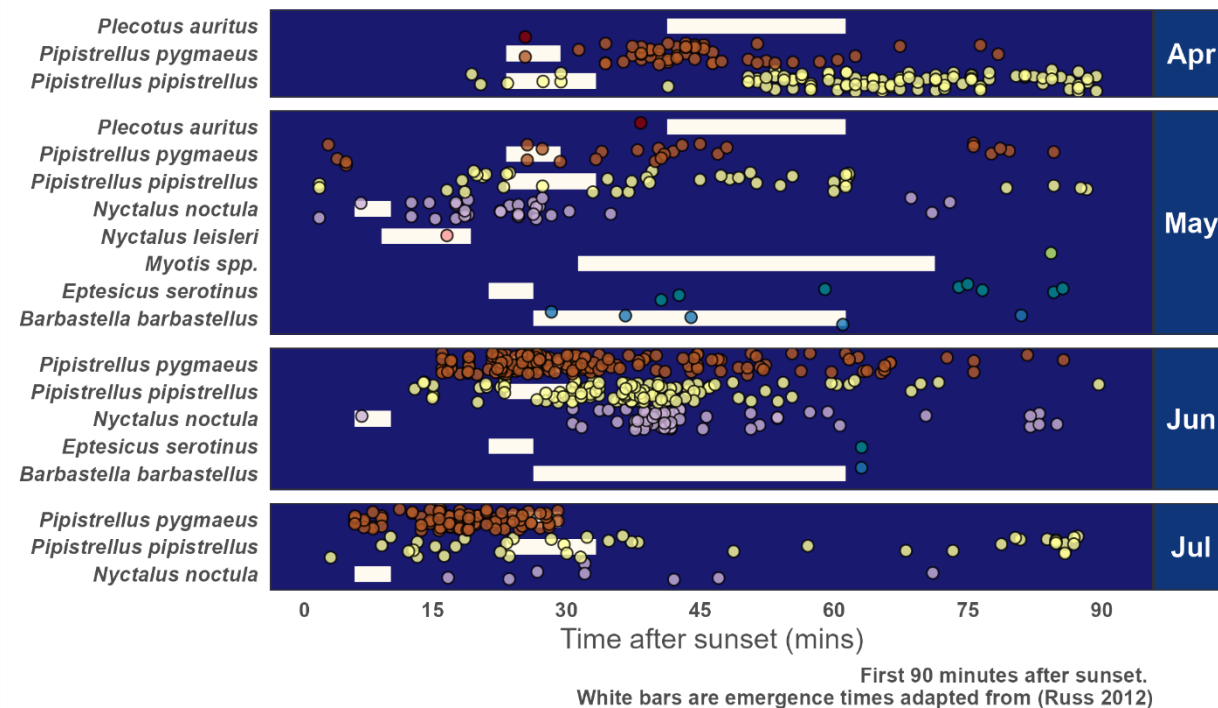 Plecotus auritus
Pipistrellus pygmaeus
Pipistrellus pipistrellus
Apr
Plecotus auritus
Pipistrellus pygmaeus
Pipistrellus pipistrellus
Nyctalus noctula
Nyctalus leisleri
Myotis spp.
Eptesicus serotinus
Barbastella barbastellus
May
Pipistrellus pygmaeus
Pipistrellus pipistrellus
Nyctalus noctula
Eptesicus serotinus
Barbastella barbastellus
Jun
Pipistrellus pygmaeus
Pipistrellus pipistrellus
Nyctalus noctula
Jul
0 15 30 45 60 75 90
Time after sunset (mins)
First 90 minutes after sunset.
White bars are emergence times adapted from (Russ 2012)